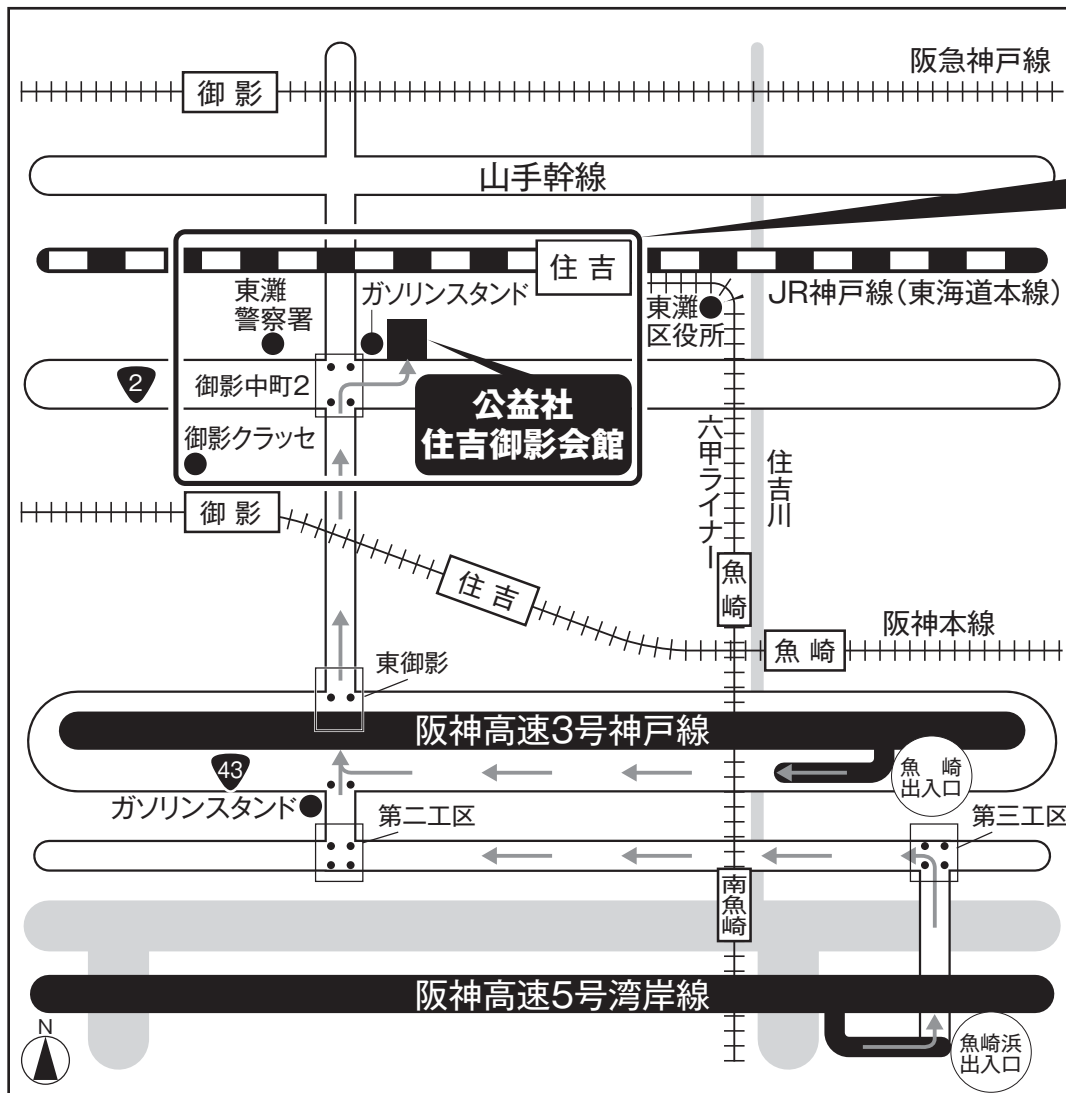 阪急神戸線
御影
山手幹線
住吉
東灘
警察署
ガソリンスタンド
東灘
区役所
JR神戸線（東海道本線）
2
御影中町2
公益社
住吉御影会館
御影クラッセ
六甲ライナー
住吉川
御影
住吉
魚崎
阪神本線
魚崎
東御影
阪神高速3号神戸線
43
魚崎
出入口
ガソリンスタンド
第二工区
第三工区
南魚崎
阪神高速5号湾岸線
N
魚崎浜
出入口